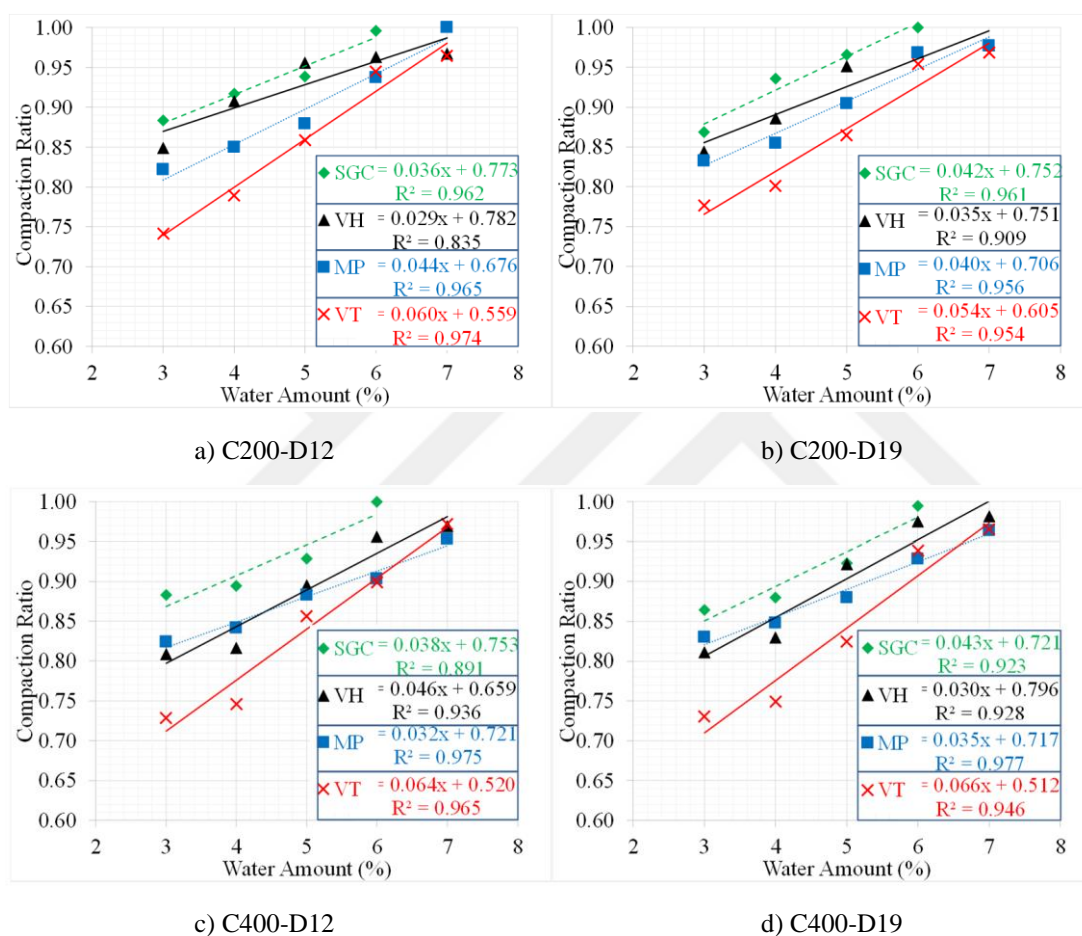 1.00
0.95
0.90
0.85
0.80
0.75
0.70
0.65
0.60
Compaction Ratio
SGC = 0.036x + 0.773
R² = 0.962
VH = 0.029x + 0.782
R² = 0.835
MP = 0.044x + 0.676
R² = 0.965
VT = 0.060x + 0.559
R² = 0.974
2 3 4 5 6 7 8
Water Amount (%)
a) C200-D12
1.00
0.95
0.90
0.85
0.80
0.75
0.70
0.65
0.60
Compaction Ratio
SGC = 0.042x + 0.752
R² = 0.961
VH = 0.035x + 0.751
R² = 0.909
MP = 0.040x + 0.706
R² = 0.956
VT = 0.054x + 0.605
R² = 0.954
2 3 4 5 6 7 8
Water Amount (%)
b) C200-D19
1.00
0.95
0.90
0.85
0.80
0.75
0.70
0.65
0.60
Compaction Ratio
SGC = 0.038x + 0.753
R² = 0.891
VH = 0.046x + 0.659
R² = 0.936
MP = 0.032x + 0.721
R² = 0.975
VT = 0.064x + 0.520
R² = 0.965
2 3 4 5 6 7 8
Water Amount (%)
c) C400-D12
1.00
0.95
0.90
0.85
0.80
0.75
0.70
0.65
0.60
Compaction Ratio
SGC = 0.043x + 0.721
R² = 0.923
VH = 0.030x + 0.796
R² = 0.928
MP = 0.035x + 0.717
R² = 0.977
VT = 0.066x + 0.512
R² = 0.946
2 3 4 5 6 7 8
Water Amount (%)
d) C400-D19